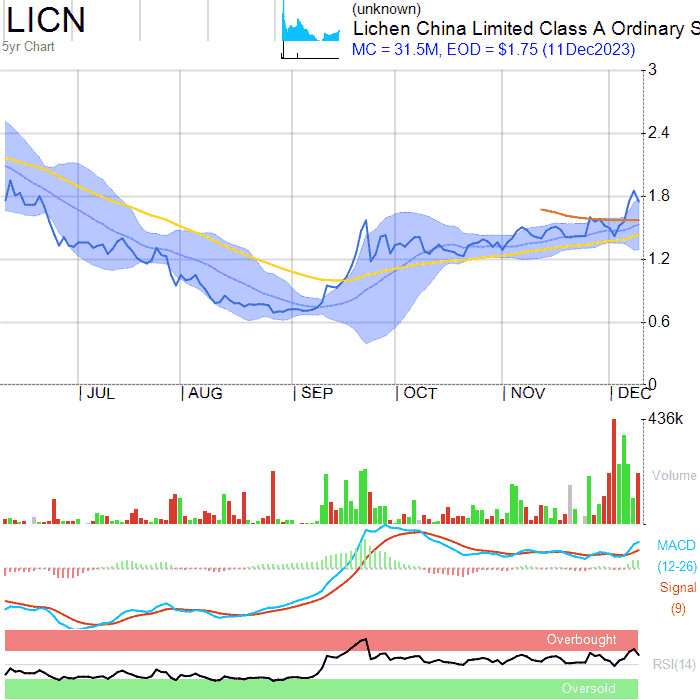 LICN
5yr Chart
(unknown)
Lichen China Limited Class A Ordinary S
MC = 31.5M, EOD = $1.75 (11Dec2023)
3
2.4
1.8
1.2
0.6
0
JUL AUG SEP OCT NOV DEC
436k
Volume
MACD
(12-26)
Signal
(9)
Overbought
RSI(14)
Oversold